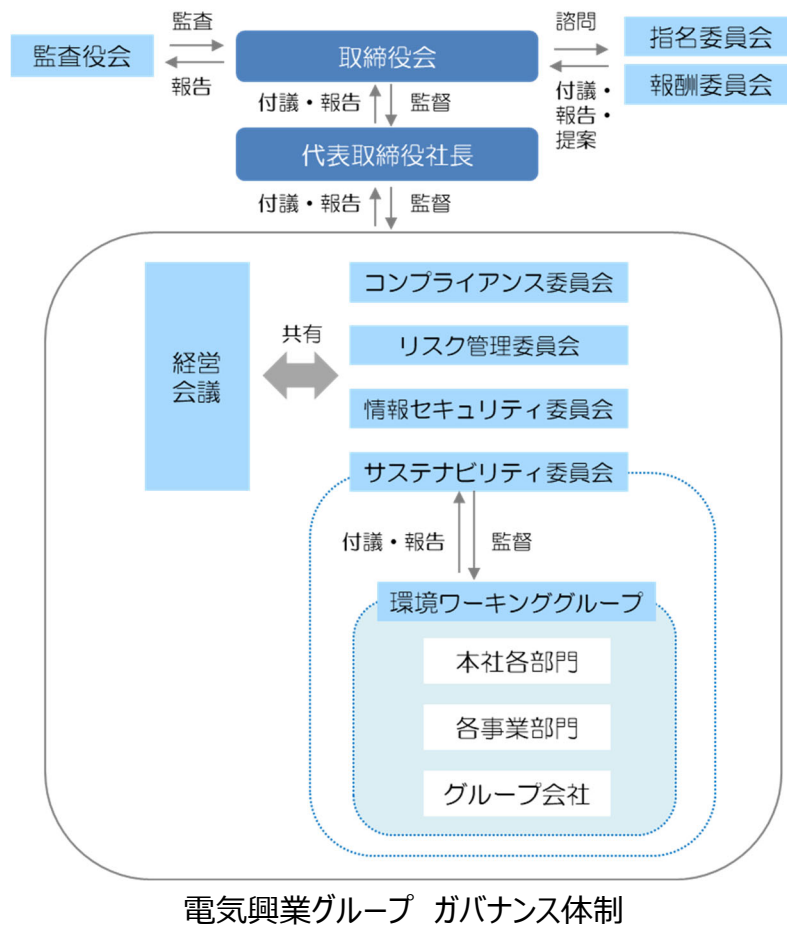 監査
諮問
監査役会
取締役会
指名委員会
報告
報酬委員会
付議・
報告・
提案
付議・報告
監督
代表取締役社長
付議・報告
監督
コンプライアンス委員会
共有
リスク管理委員会
経営
会議
情報セキュリティ委員会
サステナビリティ委員会
付議・報告
監督
環境ワーキンググループ
本社各部門
各事業部門
グループ会社
電気興業グループ ガバナンス体制